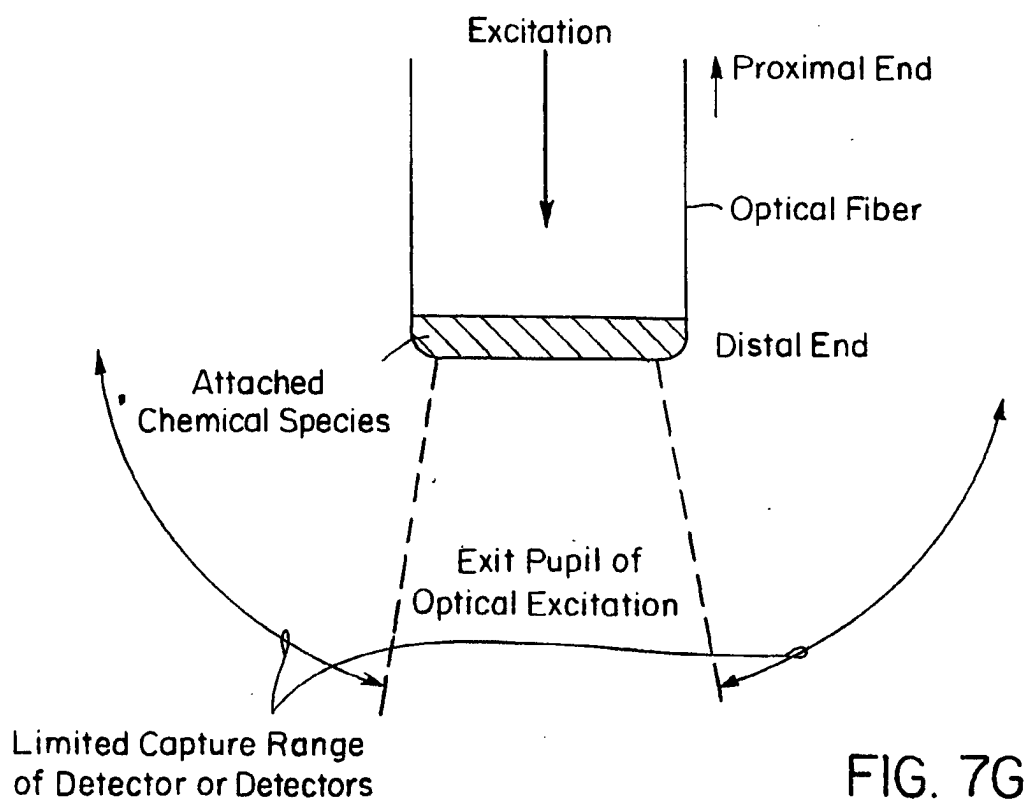 Excitation
Proximal End
Optical Fiber
Distal End
Attached
Chemical Species
Exit Pupil of
Optical Excitation
Limited Capture Range
of Detector or Detectors
FIG. 7G